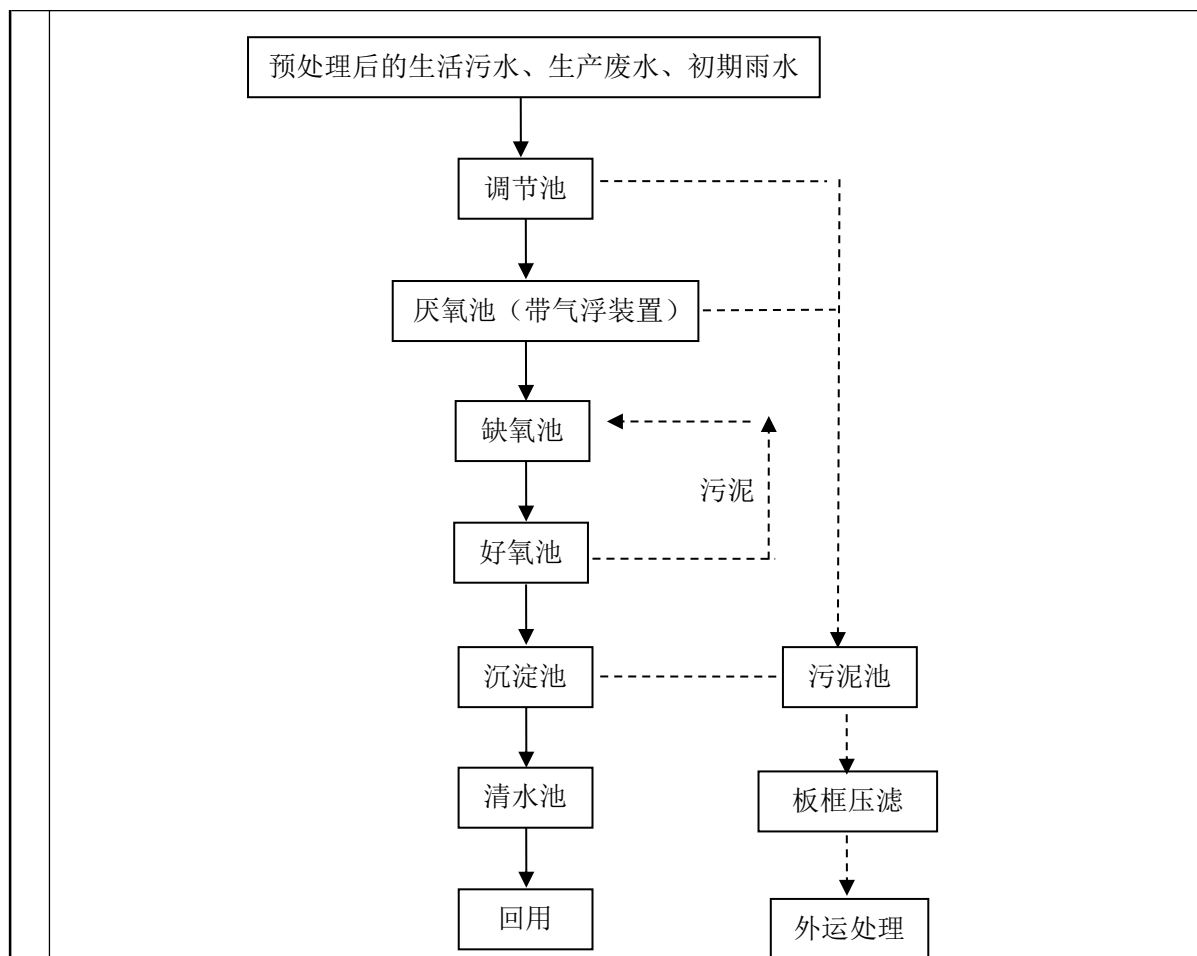 预处理后的生活污水、生产废水、初期雨水
调节池
厌氧池（带气浮装置）
缺氧池
污泥
好氧池
沉淀池
污泥池
清水池
板框压滤
回用
外运处理